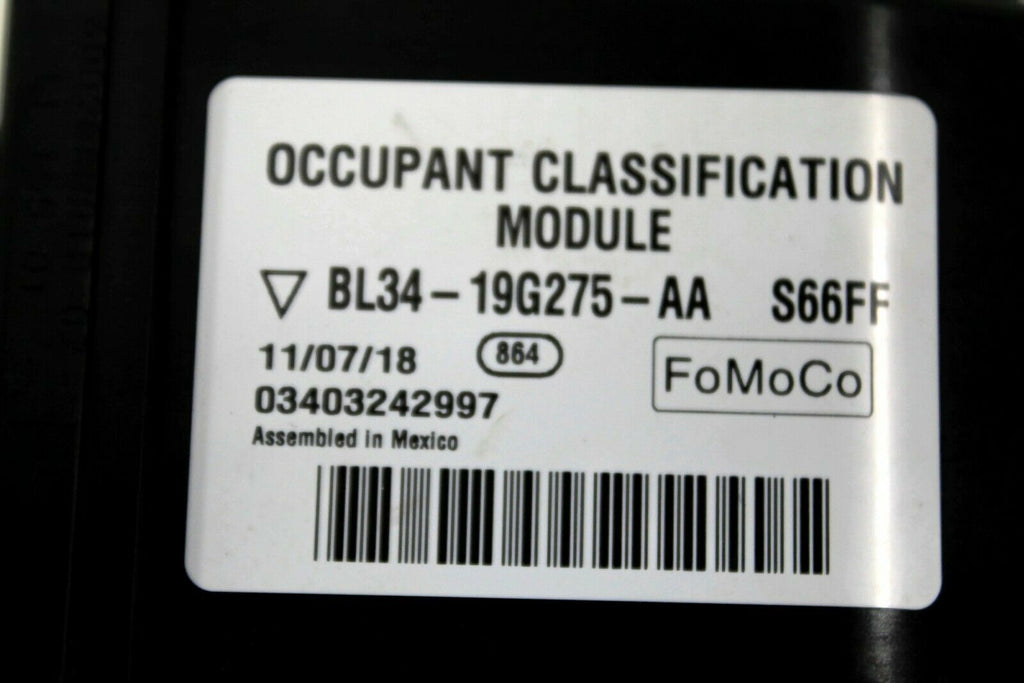 OCCUPANT CLASSIFICATION
MODULE
BL34-19G275-AA S66FF
11/07/18 864
FoMoCo
03403242997
Assembled in Mexico